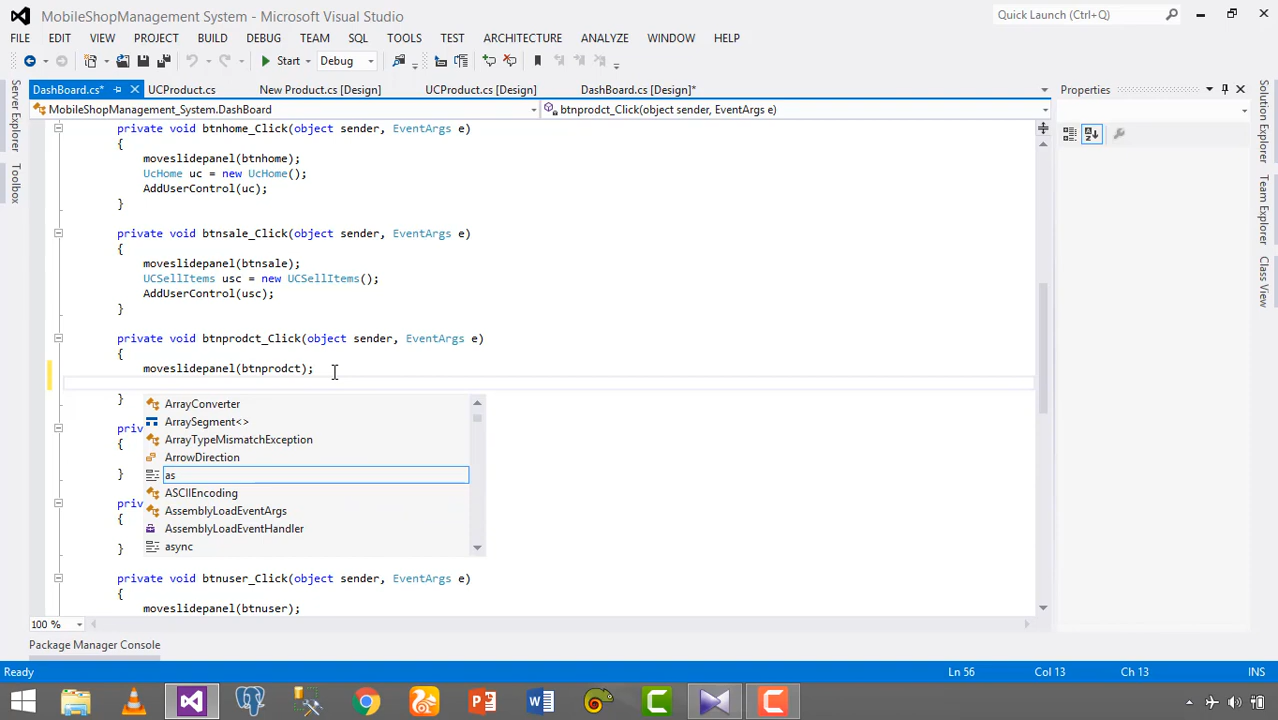 MobileShopManagement System - Microsoft Visual Studio
Quick Launch (Ctrl+Q)
FILE EDIT VIEW PROJECT BUILD DEBUG TEAM SQL TOOLS TEST ARCHITECTURE ANALYZE WINDOW HELP
Start Debug
DashBoard.cs* UCProduct.cs New Product.cs [Design] UCProduct.cs [Design] DashBoard.cs [Design]*
Properties
MobileShopManagement_System.DashBoard
btnprodct_Click(object sender, EventArgs e)
Server Explorer
Toolbox
Solution Explorer
Team Explorer
Class View
private void btnhome_Click(object sender, EventArgs e)
{
moveslidepanel(btnhome);
UcHome uc = new UcHome();
AddUserControl(uc);
}
private void btnsale_Click(object sender, EventArgs e)
{
moveslidepanel(btnsale);
UCSellItems usc = new UCSellItems();
AddUserControl(usc);
}
private void btnprodct_Click(object sender, EventArgs e)
{
moveslidepanel(btnprodct);
}
ArrayConverter
ArraySegment<>
ArrayTypeMismatchException
ArrowDirection
as
ASCIIEncoding
AssemblyLoadEventArgs
AssemblyLoadEventHandler
async
pri
{
}
pri
{
}
private void btnuser_Click(object sender, EventArgs e)
{
moveslidepanel(btnuser);
100 %
Package Manager Console
Ready
Ln 56
Col 13
Ch 13
INS